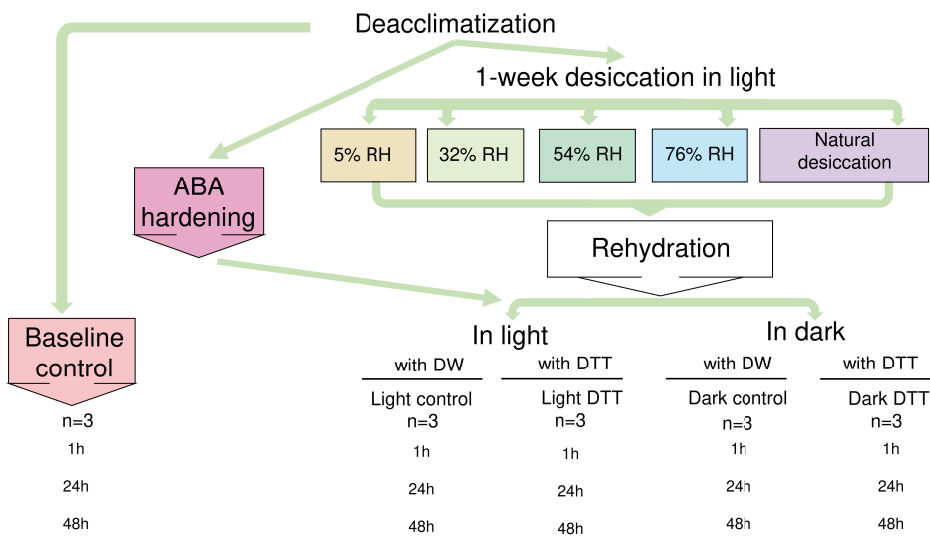 Deacclimatization
1-week desiccation in light
5% RH
32% RH
54% RH
76% RH
Natural
desiccation
ABA
hardening
Rehydration
Baseline
control
n=3
1h
24h
48h
In light
In dark
with DW
with DTT
with DW
with DTT
Light control
n=3
1h
24h
48h
Light DTT
n=3
1h
24h
48h
Dark control
n=3
1h
24h
48h
Dark DTT
n=3
1h
24h
48h